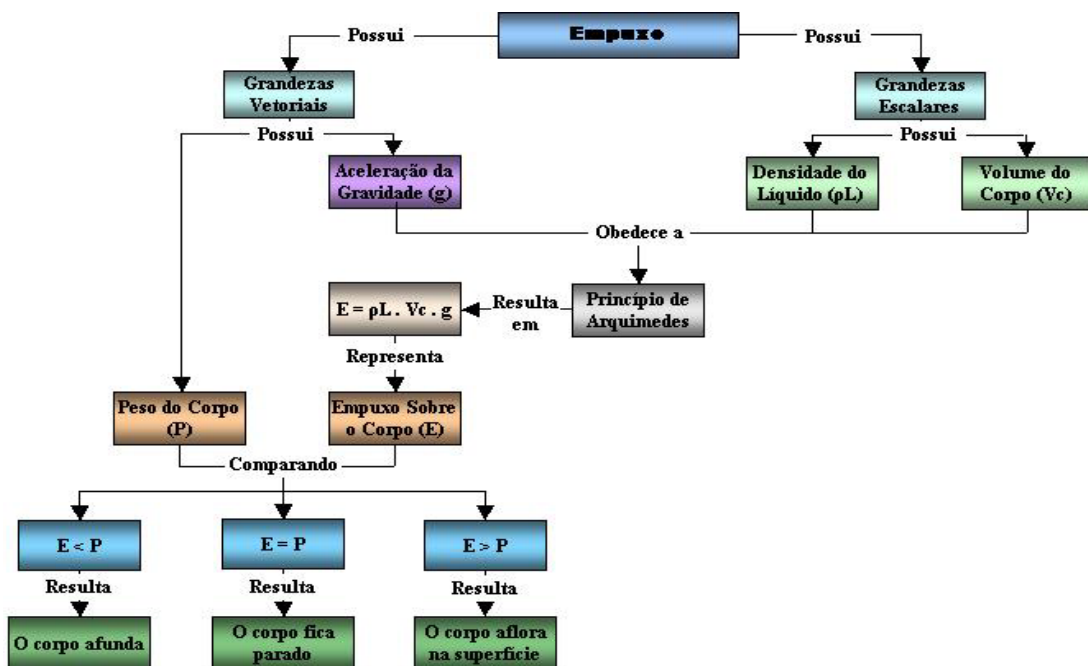 Empuxo
Possui
Possui
Grandezas
Vetoriais
Grandezas
Escalares
Possui
Possui
Aceleração da
Gravidade (g)
Densidade do
Líquido (ρL)
Volume do
Corpo (Vc)
Obedece a
E = ρL . Vc . g
Resulta
em
Princípio de
Arquimedes
Representa
Peso do Corpo
(P)
Empuxo Sobre
o Corpo (E)
Comparando
E < P
E = P
E > P
Resulta
Resulta
Resulta
O corpo afunda
O corpo fica
parado
O corpo aflora
na superfície